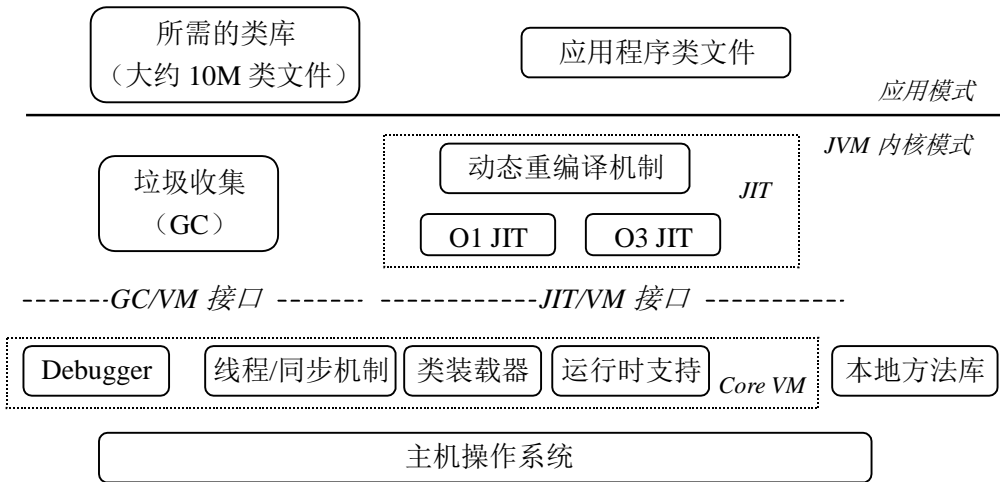 所需的类库
（大约 10M 类文件）
应用程序类文件
应用模式
JVM 内核模式
垃圾收集
（GC）
动态重编译机制
JIT
O1 JIT
O3 JIT
-------GC/VM 接口 -------
------------JIT/VM 接口 ------------
Debugger
线程/同步机制
类装载器
运行时支持
Core VM
本地方法库
主机操作系统